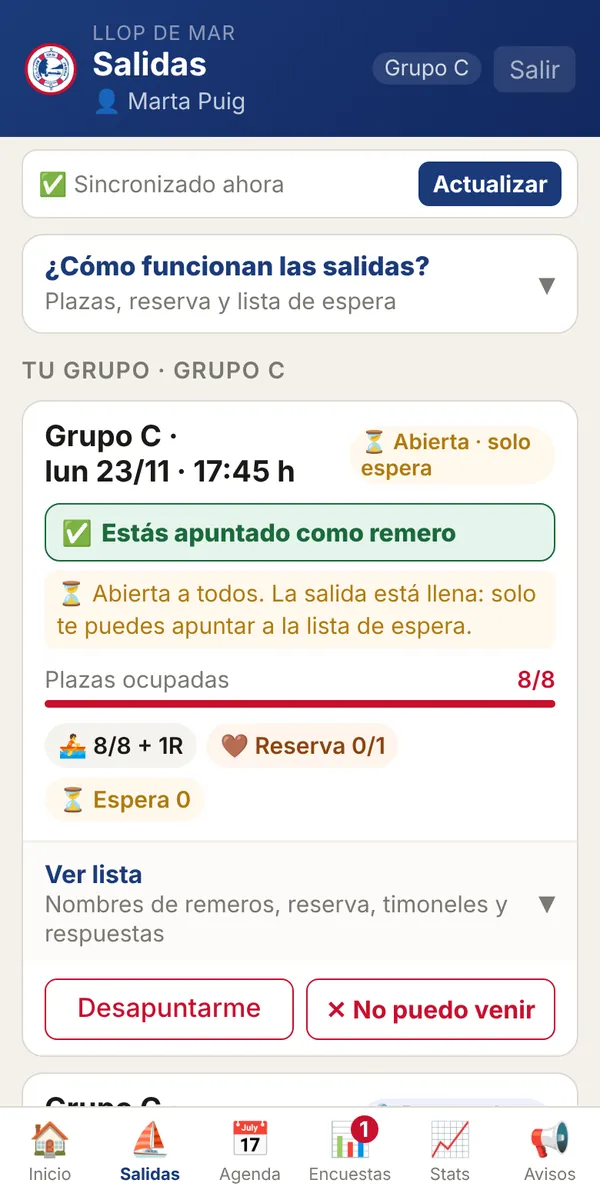 LLOP DE MAR
Salidas
👤 Marta Puig
Grupo C
Salir
✅ Sincronizado ahora
Actualizar
¿Cómo funcionan las salidas?
Plazas, reserva y lista de espera
▼
TU GRUPO · GRUPO C
Grupo C ·
lun 23/11 · 17:45 h
⏳ Abierta · solo
espera
✅ Estás apuntado como remero
⏳ Abierta a todos. La salida está llena: solo
te puedes apuntar a la lista de espera.
Plazas ocupadas
8/8
🚣 8/8 + 1R
🤎 Reserva 0/1
⏳ Espera 0
Ver lista
Nombres de remeros, reserva, timoneles y
respuestas
▼
Desapuntarme
✕ No puedo venir
Grupo C ·
July
17
1
Inicio
Salidas
Agenda
Encuestas
Stats
Avisos